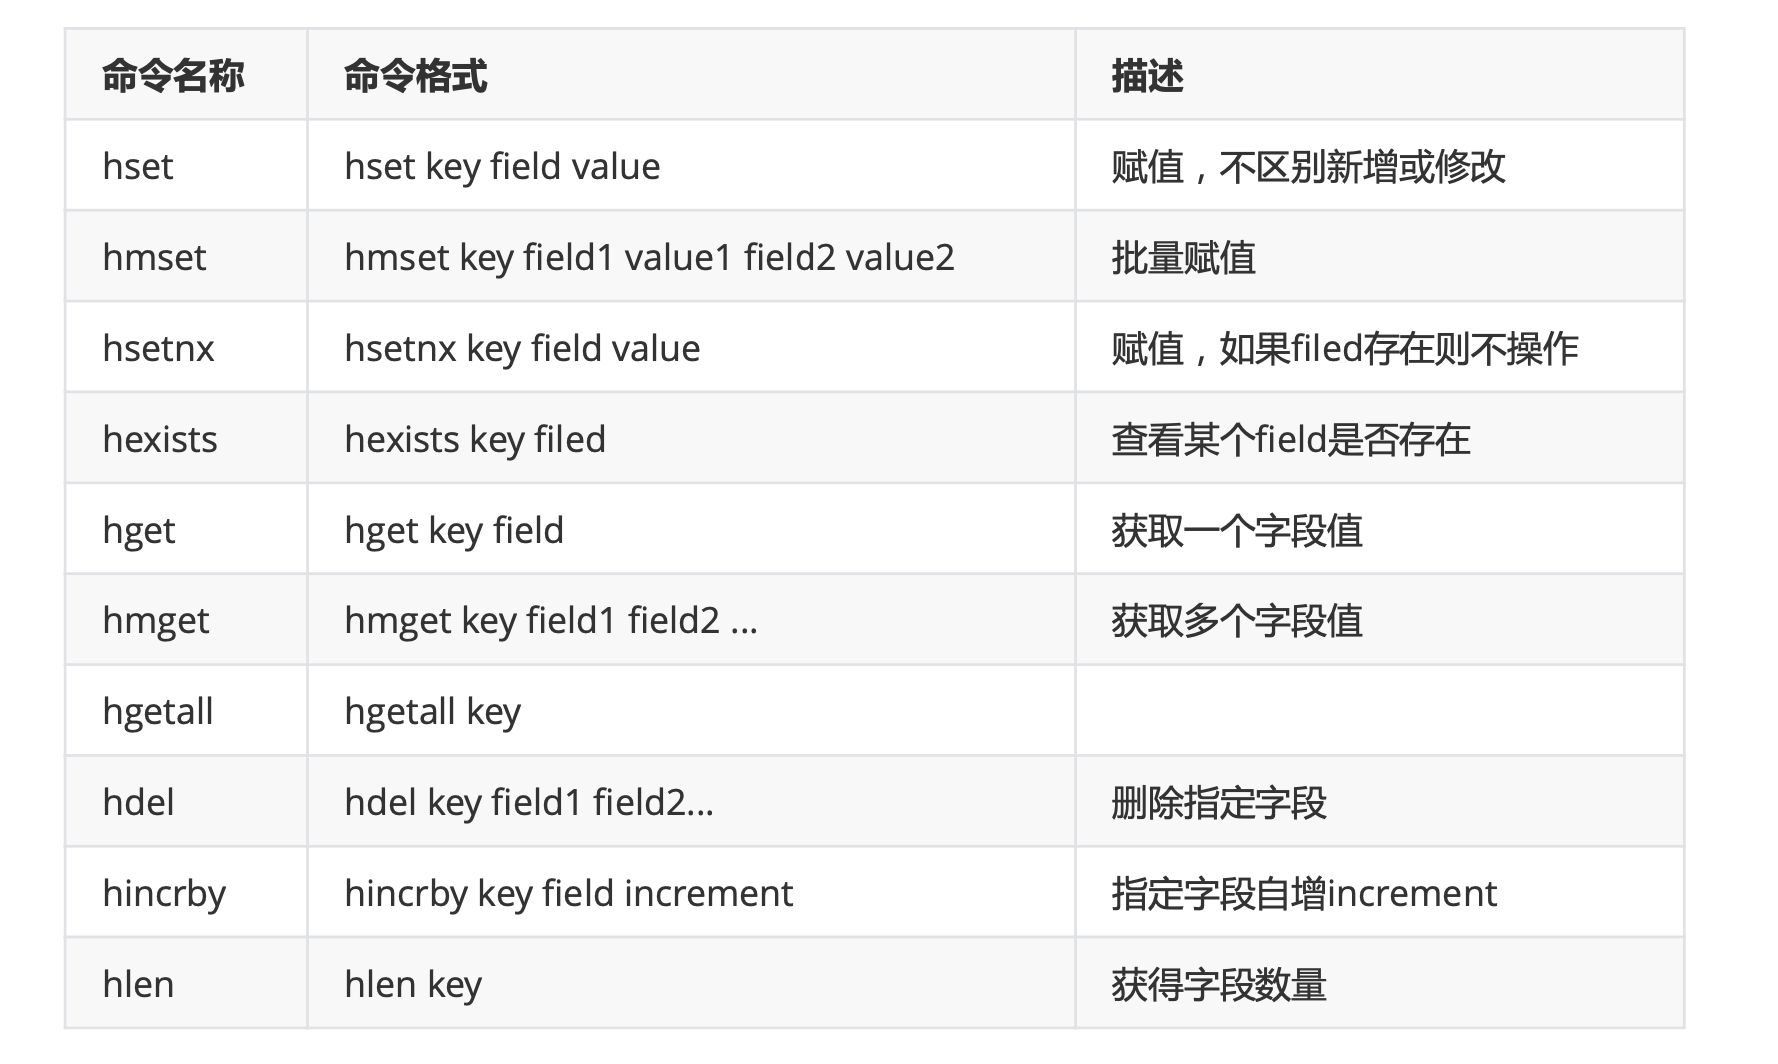 命令名称 命令格式 描述
hset hset key field value 赋值，不区别新增或修改
hmset hmset key field1 value1 field2 value2 批量赋值
hsetnx hsetnx key field value 赋值，如果filed存在则不操作
hexists hexists key filed 查看某个field是否存在
hget hget key field 获取一个字段值
hmget hmget key field1 field2 ... 获取多个字段值
hgetall hgetall key
hdel hdel key field1 field2... 删除指定字段
hincrby hincrby key field increment 指定字段自增increment
hlen hlen key 获得字段数量